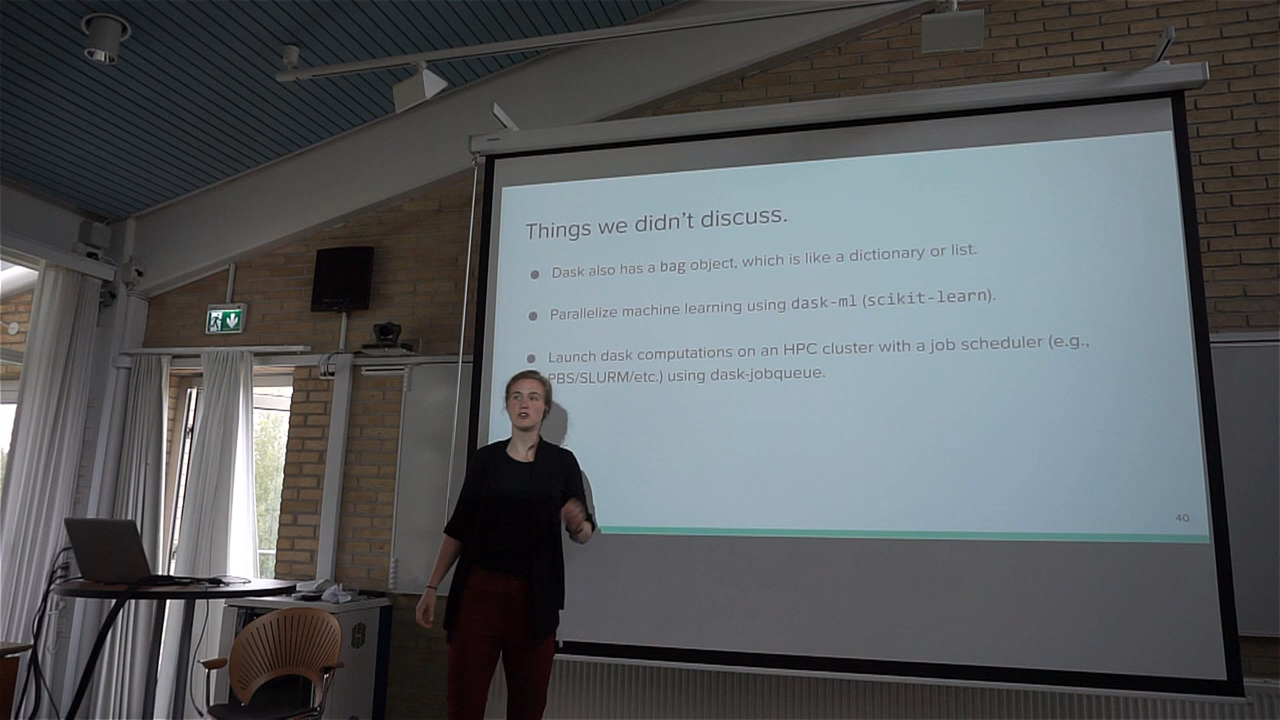 Things we didn't discuss.
Dask also has a bag object, which is like a dictionary or list.
Parallelize machine learning using dask-ml (scikit-learn).
Launch dask computations on an HPC cluster with a job scheduler (e.g.,
PBS/SLURM/etc.) using dask-jobqueue.
40